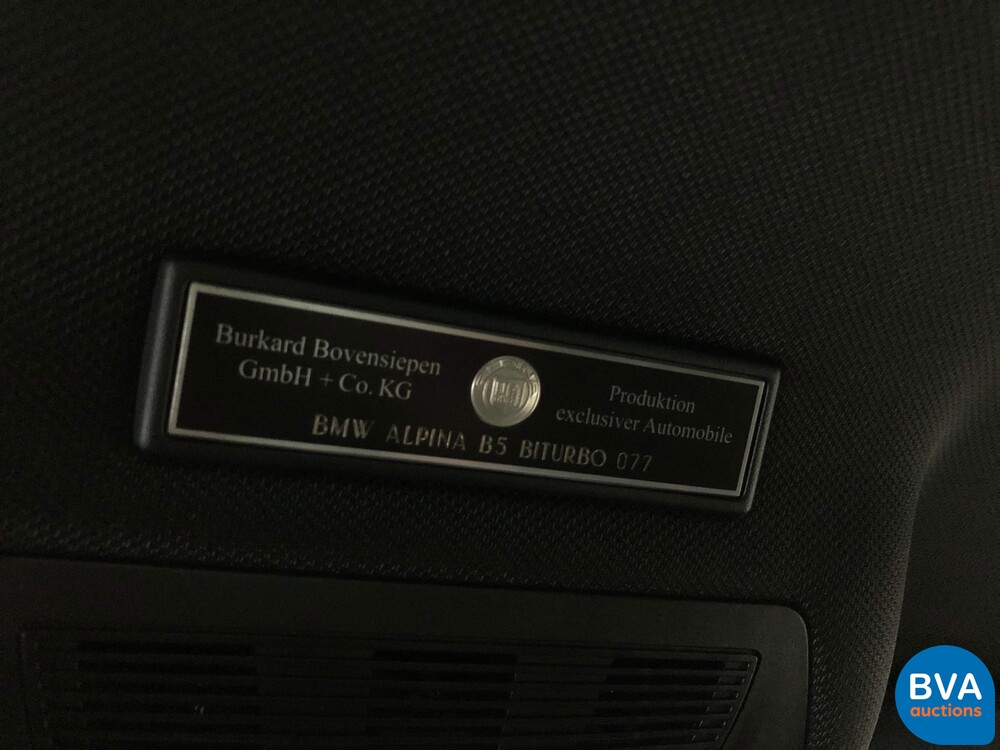 Burkard Bovensiepen
GmbH + Co. KG
Produktion
exclusiver Automobile
BMW ALPINA B5 BITURBO 077
BVA
auctions